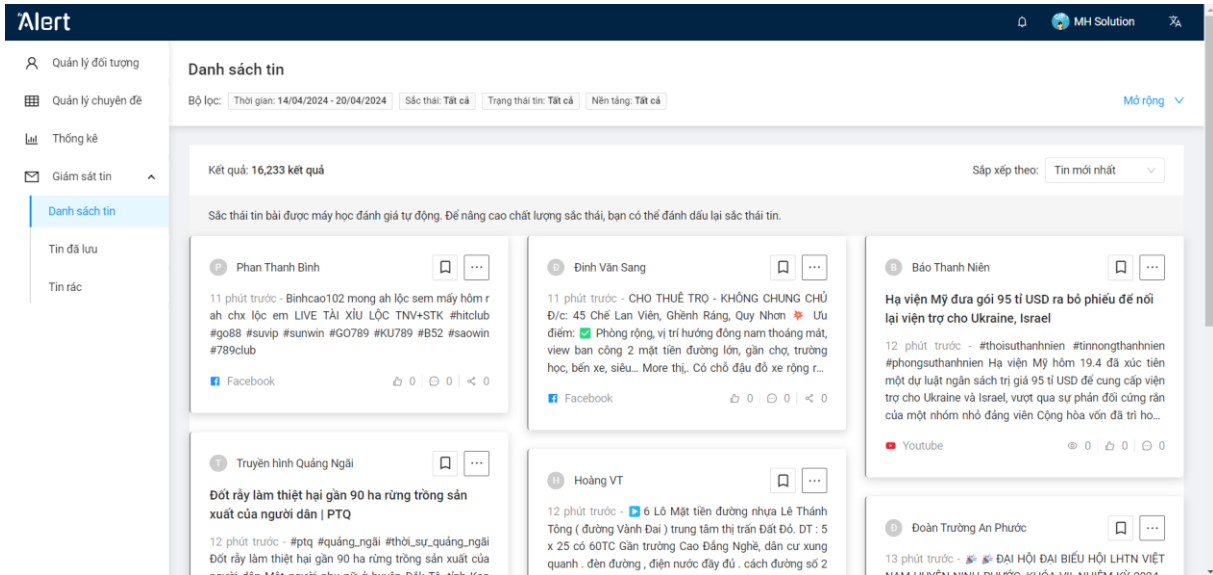 Alert
MH Solution
Quản lý đối tượng
Quản lý chuyên đề
Thống kê
Giám sát tin
Danh sách tin
Tin đã lưu
Tin rác
Danh sách tin
Bộ lọc: Thời gian: 14/04/2024 - 20/04/2024 Sắc thái: Tất cả Trạng thái tin: Tất cả Nền tảng: Tất cả
Mở rộng
Kết quả: 16,233 kết quả
Sắp xếp theo: Tin mới nhất
Sắc thái tin bài được máy học đánh giá tự động. Để nâng cao chất lượng sắc thái, bạn có thể đánh dấu lại sắc thái tin.
P Phan Thanh Bình
11 phút trước - Binhcao102 mong ah lộc sem mấy hôm r
ah chx lộc em LIVE TÀI XỈU LỘC TNV+STK #hitclub
#go88 #suvip #sunwin #GO789 #KU789 #B52 #saowin
#789club
Facebook 0 0 0
Đ Đinh Văn Sang
11 phút trước - CHO THUÊ TRỌ - KHÔNG CHUNG CHỦ
Đ/c: 45 Chế Lan Viên, Ghềnh Ráng, Quy Nhơn 💥 Ưu
điểm: ✅ Phòng rộng, vị trí hướng đông nam thoáng mát,
view ban công 2 mặt tiền đường lớn, gần chợ, trường
học, bến xe, siêu... More thị,. Có chỗ đậu đỗ xe rộng r...
Facebook 0 0 0
B Báo Thanh Niên
Hạ viện Mỹ đưa gói 95 tỉ USD ra bỏ phiếu để nối
lại viện trợ cho Ukraine, Israel
12 phút trước - #thoisuthanhnien #tinnongthanhnien
#phongsuthanhnien Hạ viện Mỹ hôm 19.4 đã xúc tiên
một dự luật ngân sách trị giá 95 tỉ USD để cung cấp viện
trợ cho Ukraine và Israel, vượt qua sự phản đối cứng rắn
của một nhóm nhỏ đảng viên Cộng hòa vốn đã trì ho...
Youtube 0 0 0
T Truyền hình Quảng Ngãi
Đốt rẫy làm thiệt hại gần 90 ha rừng trồng sản
xuất của người dân | PTQ
12 phút trước - #ptq #quảng_ngãi #thời_sự_quảng_ngãi
Đốt rẫy làm thiệt hại gần 90 ha rừng trồng sản xuất của
H Hoàng VT
12 phút trước - ▶️ 6 Lô Mặt tiền đường nhựa Lê Thánh
Tông ( đường Vành Đai ) trung tâm thị trấn Đất Đỏ. DT : 5
x 25 có 60TC Gần trường Cao Đẳng Nghề, dân cư xung
quanh . đèn đường , điện nước đầy đủ . cách đường số 2
Đ Đoàn Trường An Phước
13 phút trước - 🎉 🎉 ĐẠI HỘI ĐẠI BIỂU HỘI LHTN VIỆT